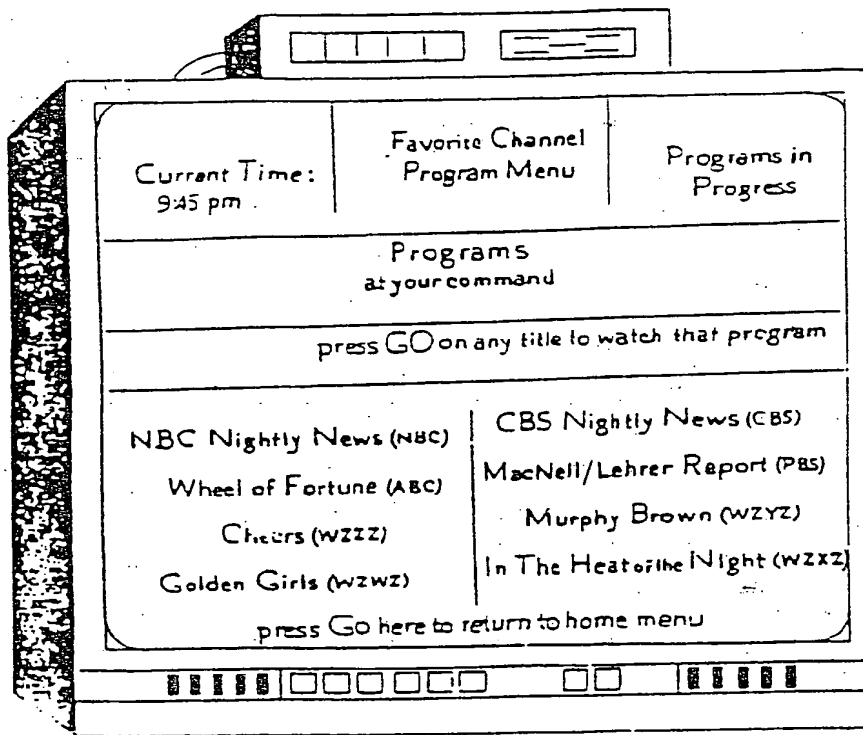 Current Time:
9:45 pm
Favorite Channel
Program Menu
Programs in
Progress
Programs
at your command
press GO on any title to watch that program
NBC Nightly News (NBC)
Wheel of Fortune (ABC)
Cheers (WZZZ)
Golden Girls (WZWZ)
CBS Nightly News (CBS)
MacNell/Lehrer Report (PBS)
Murphy Brown (WZYZ)
In The Heat of the Night (WZXZ)
press Go here to return to home menu